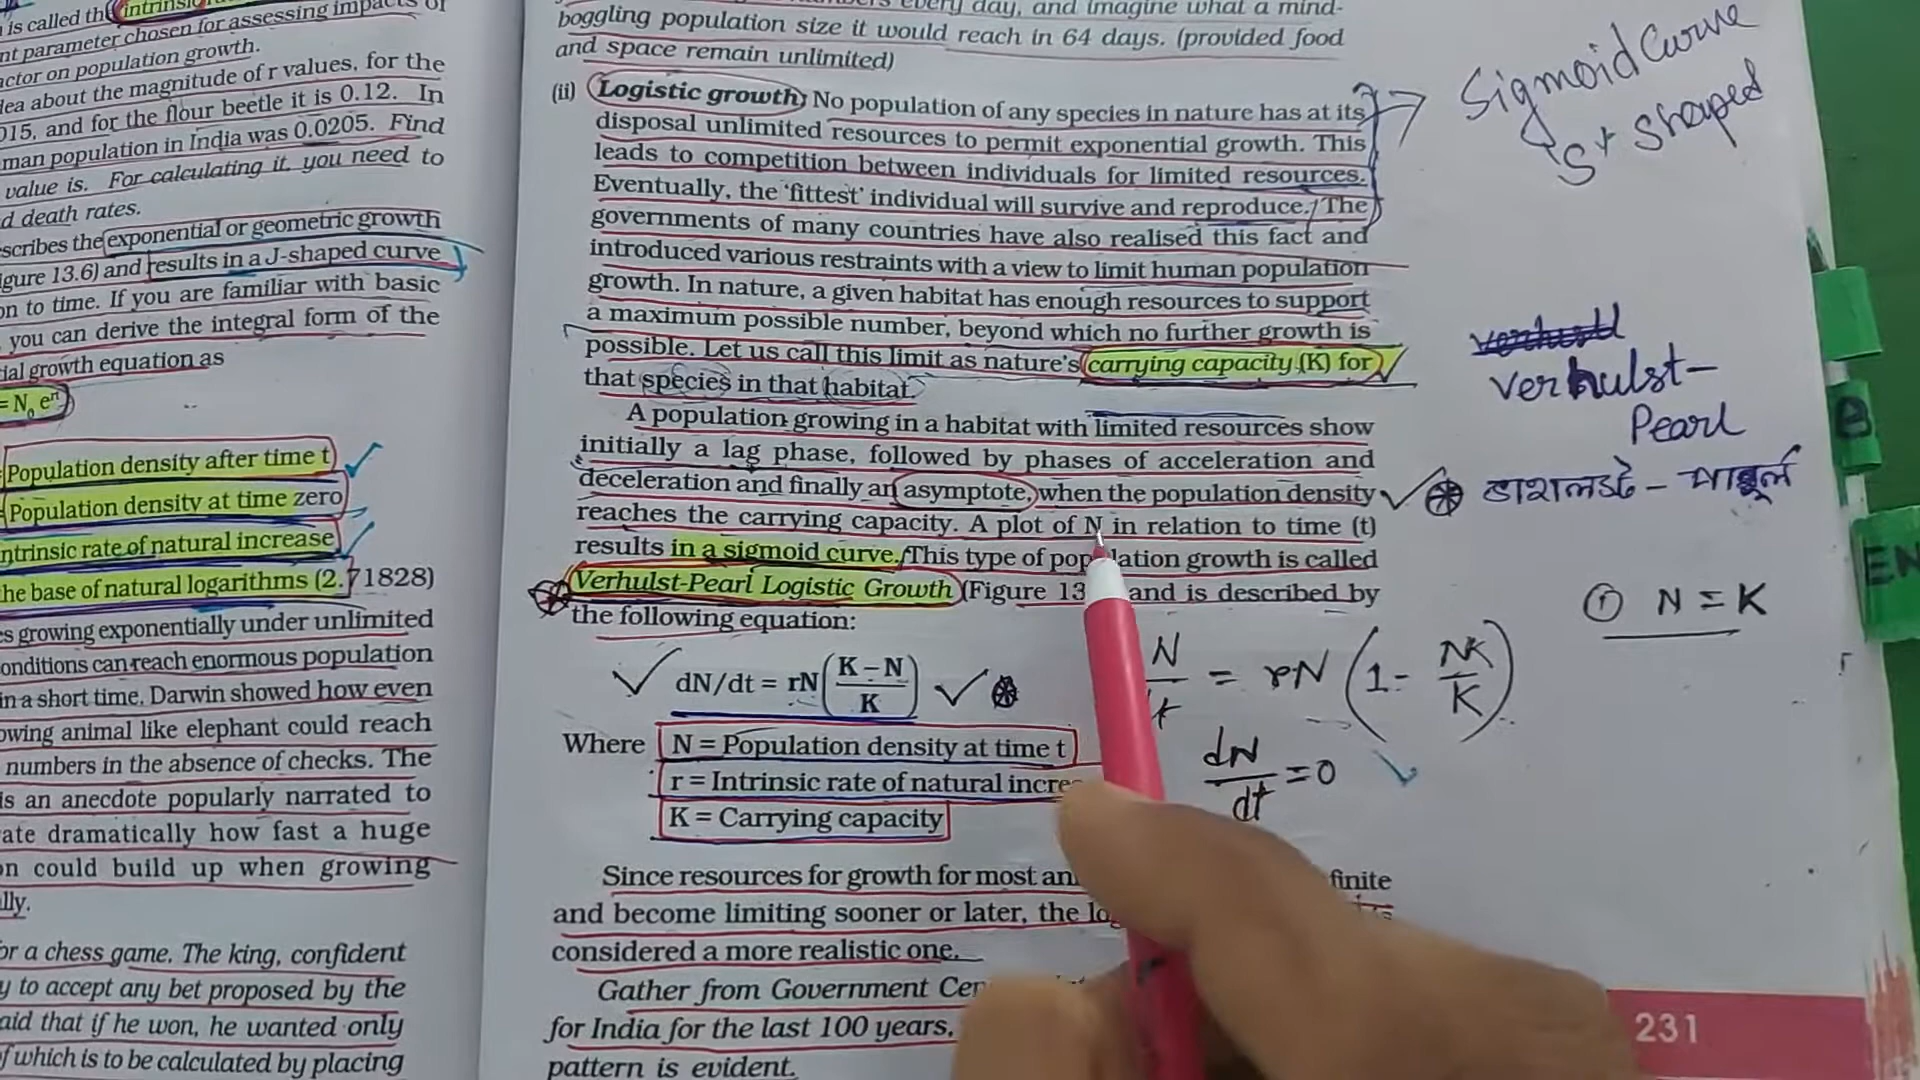 is called the intrinsic
nt parameter chosen for assessing impacts of
actor on population growth.
dea about the magnitude of r values, for the
015, and for the flour beetle it is 0.12. In
man population in India was 0.0205. Find
value is. For calculating it, you need to
d death rates.
scribes the exponential or geometric growth
igure 13.6) and results in a J-shaped curve
on to time. If you are familiar with basic
you can derive the integral form of the
ial growth equation as
= N₀ eʳᵗ
Population density after time t
Population density at time zero
ntrinsic rate of natural increase
the base of natural logarithms (2.71828)
es growing exponentially under unlimited
onditions can reach enormous population
in a short time. Darwin showed how even
owing animal like elephant could reach
numbers in the absence of checks. The
is an anecdote popularly narrated to
ate dramatically how fast a huge
on could build up when growing
lly.
or a chess game. The king, confident
y to accept any bet proposed by the
aid that if he won, he wanted only
f which is to be calculated by placing
every day, and imagine what a mind-
boggling population size it would reach in 64 days. (provided food
and space remain unlimited)
(ii) Logistic growth: No population of any species in nature has at its
disposal unlimited resources to permit exponential growth. This
leads to competition between individuals for limited resources.
Eventually, the 'fittest' individual will survive and reproduce. The
governments of many countries have also realised this fact and
introduced various restraints with a view to limit human population
growth. In nature, a given habitat has enough resources to support
a maximum possible number, beyond which no further growth is
possible. Let us call this limit as nature's carrying capacity (K) for
that species in that habitat.
A population growing in a habitat with limited resources show
initially a lag phase, followed by phases of acceleration and
deceleration and finally an asymptote, when the population density
reaches the carrying capacity. A plot of N in relation to time (t)
results in a sigmoid curve. This type of population growth is called
Verhulst-Pearl Logistic Growth (Figure 13 and is described by
the following equation:
dN/dt = rN(K – N / K)
Where N = Population density at time t
r = Intrinsic rate of natural incre
K = Carrying capacity
Since resources for growth for most an finite
and become limiting sooner or later, the lo
considered a more realistic one.
Gather from Government Cen
for India for the last 100 years,
pattern is evident.
Sigmoid Curve
Shaped
Verhulst-
Pearl
N = K
N = rN (1 - / K)
dN/dt = 0
231
B
EN